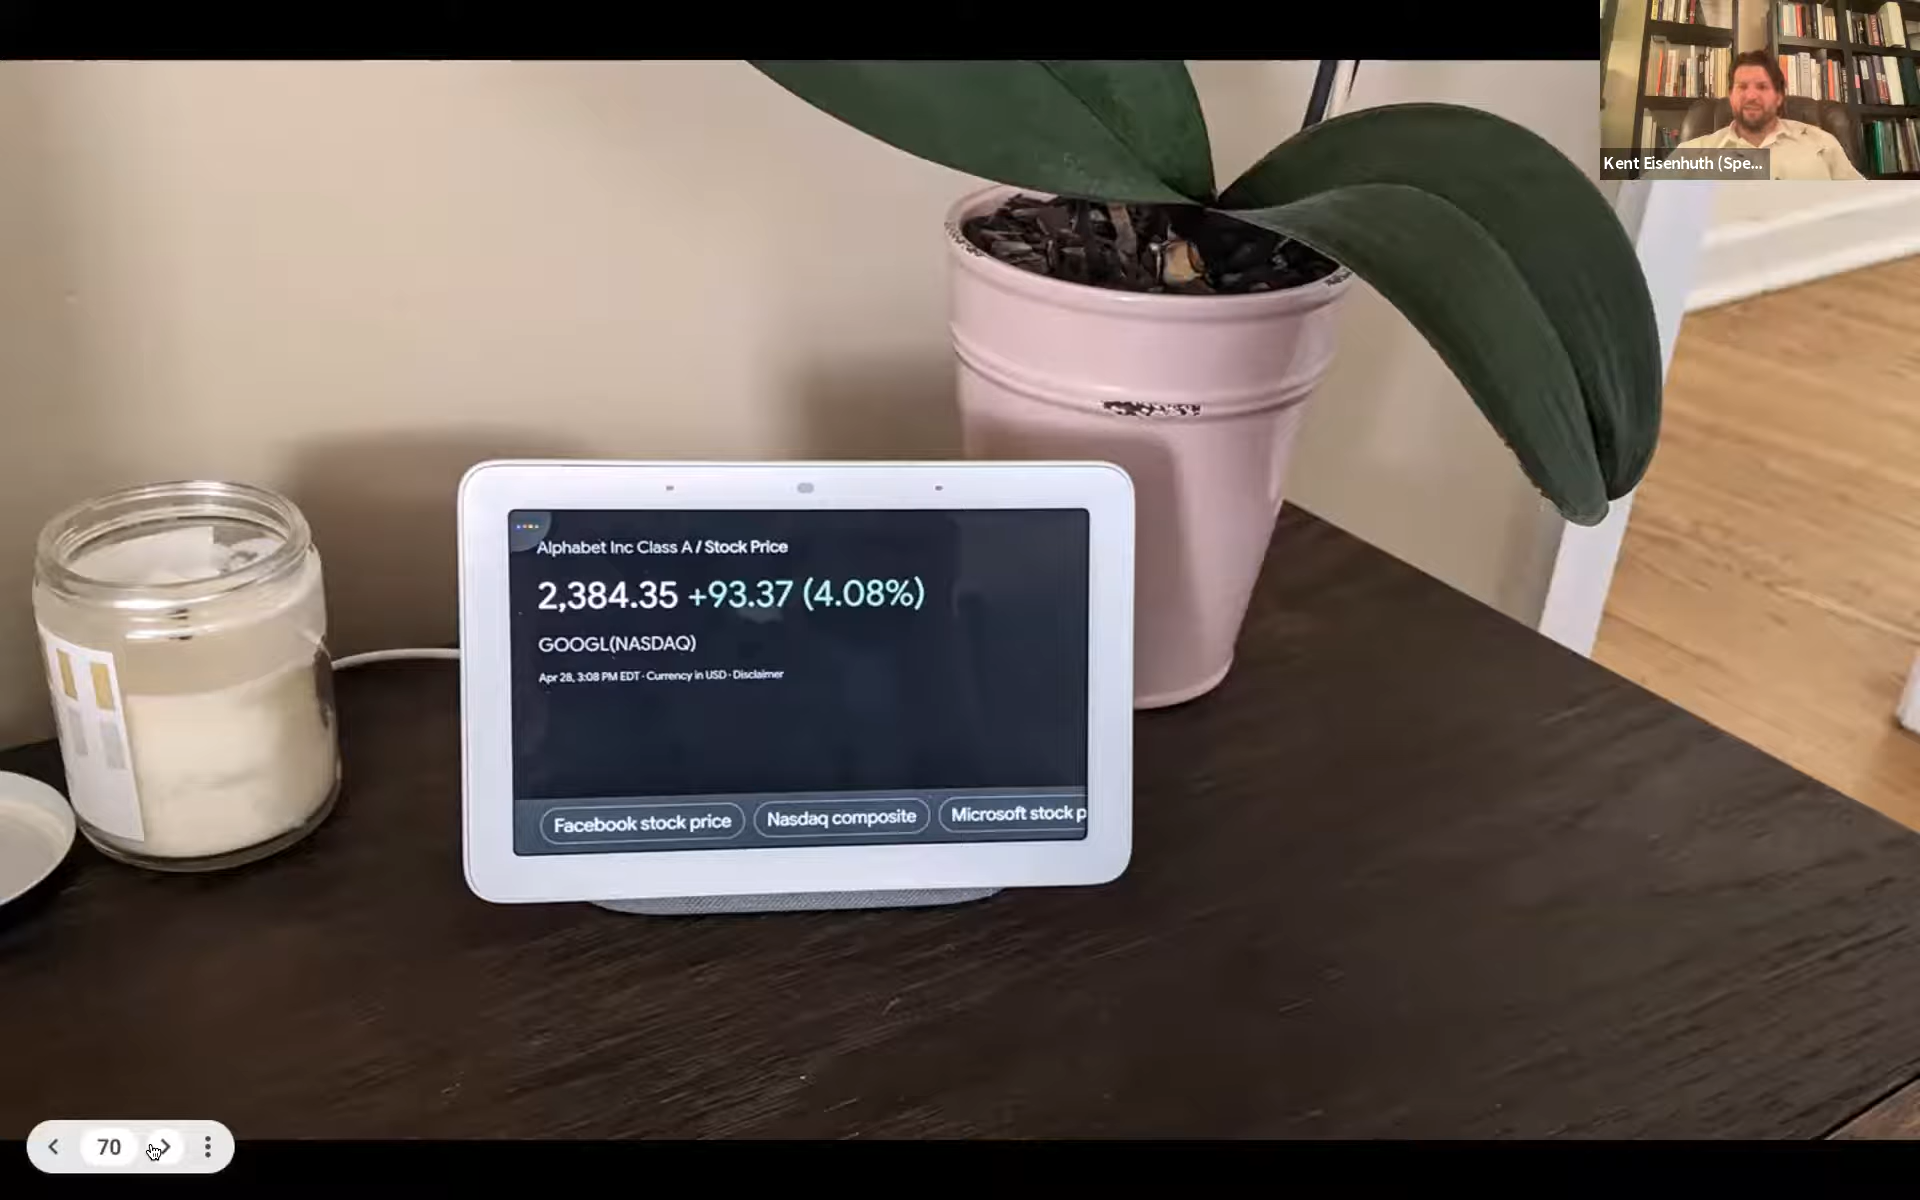 Kent Eisenhuth (Spe...
Alphabet Inc Class A / Stock Price
2,384.35 +93.37 (4.08%)
GOOGL(NASDAQ)
Apr 28, 3:08 PM EDT · Currency in USD · Disclaimer
Facebook stock price
Nasdaq composite
Microsoft stock p
70